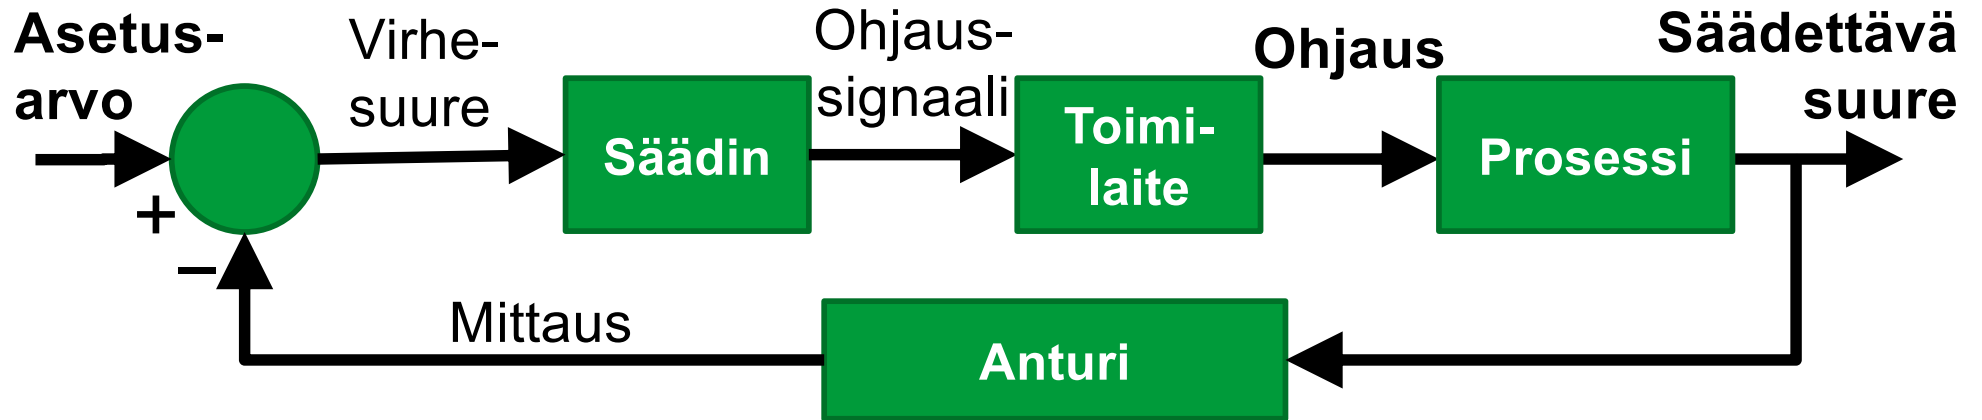 Asetus-
arvo
Virhe-
suure
Säädin
Ohjaus-
signaali
Toimi-
laite
Ohjaus
Prosessi
Säädettävä
suure
+
–
Mittaus
Anturi